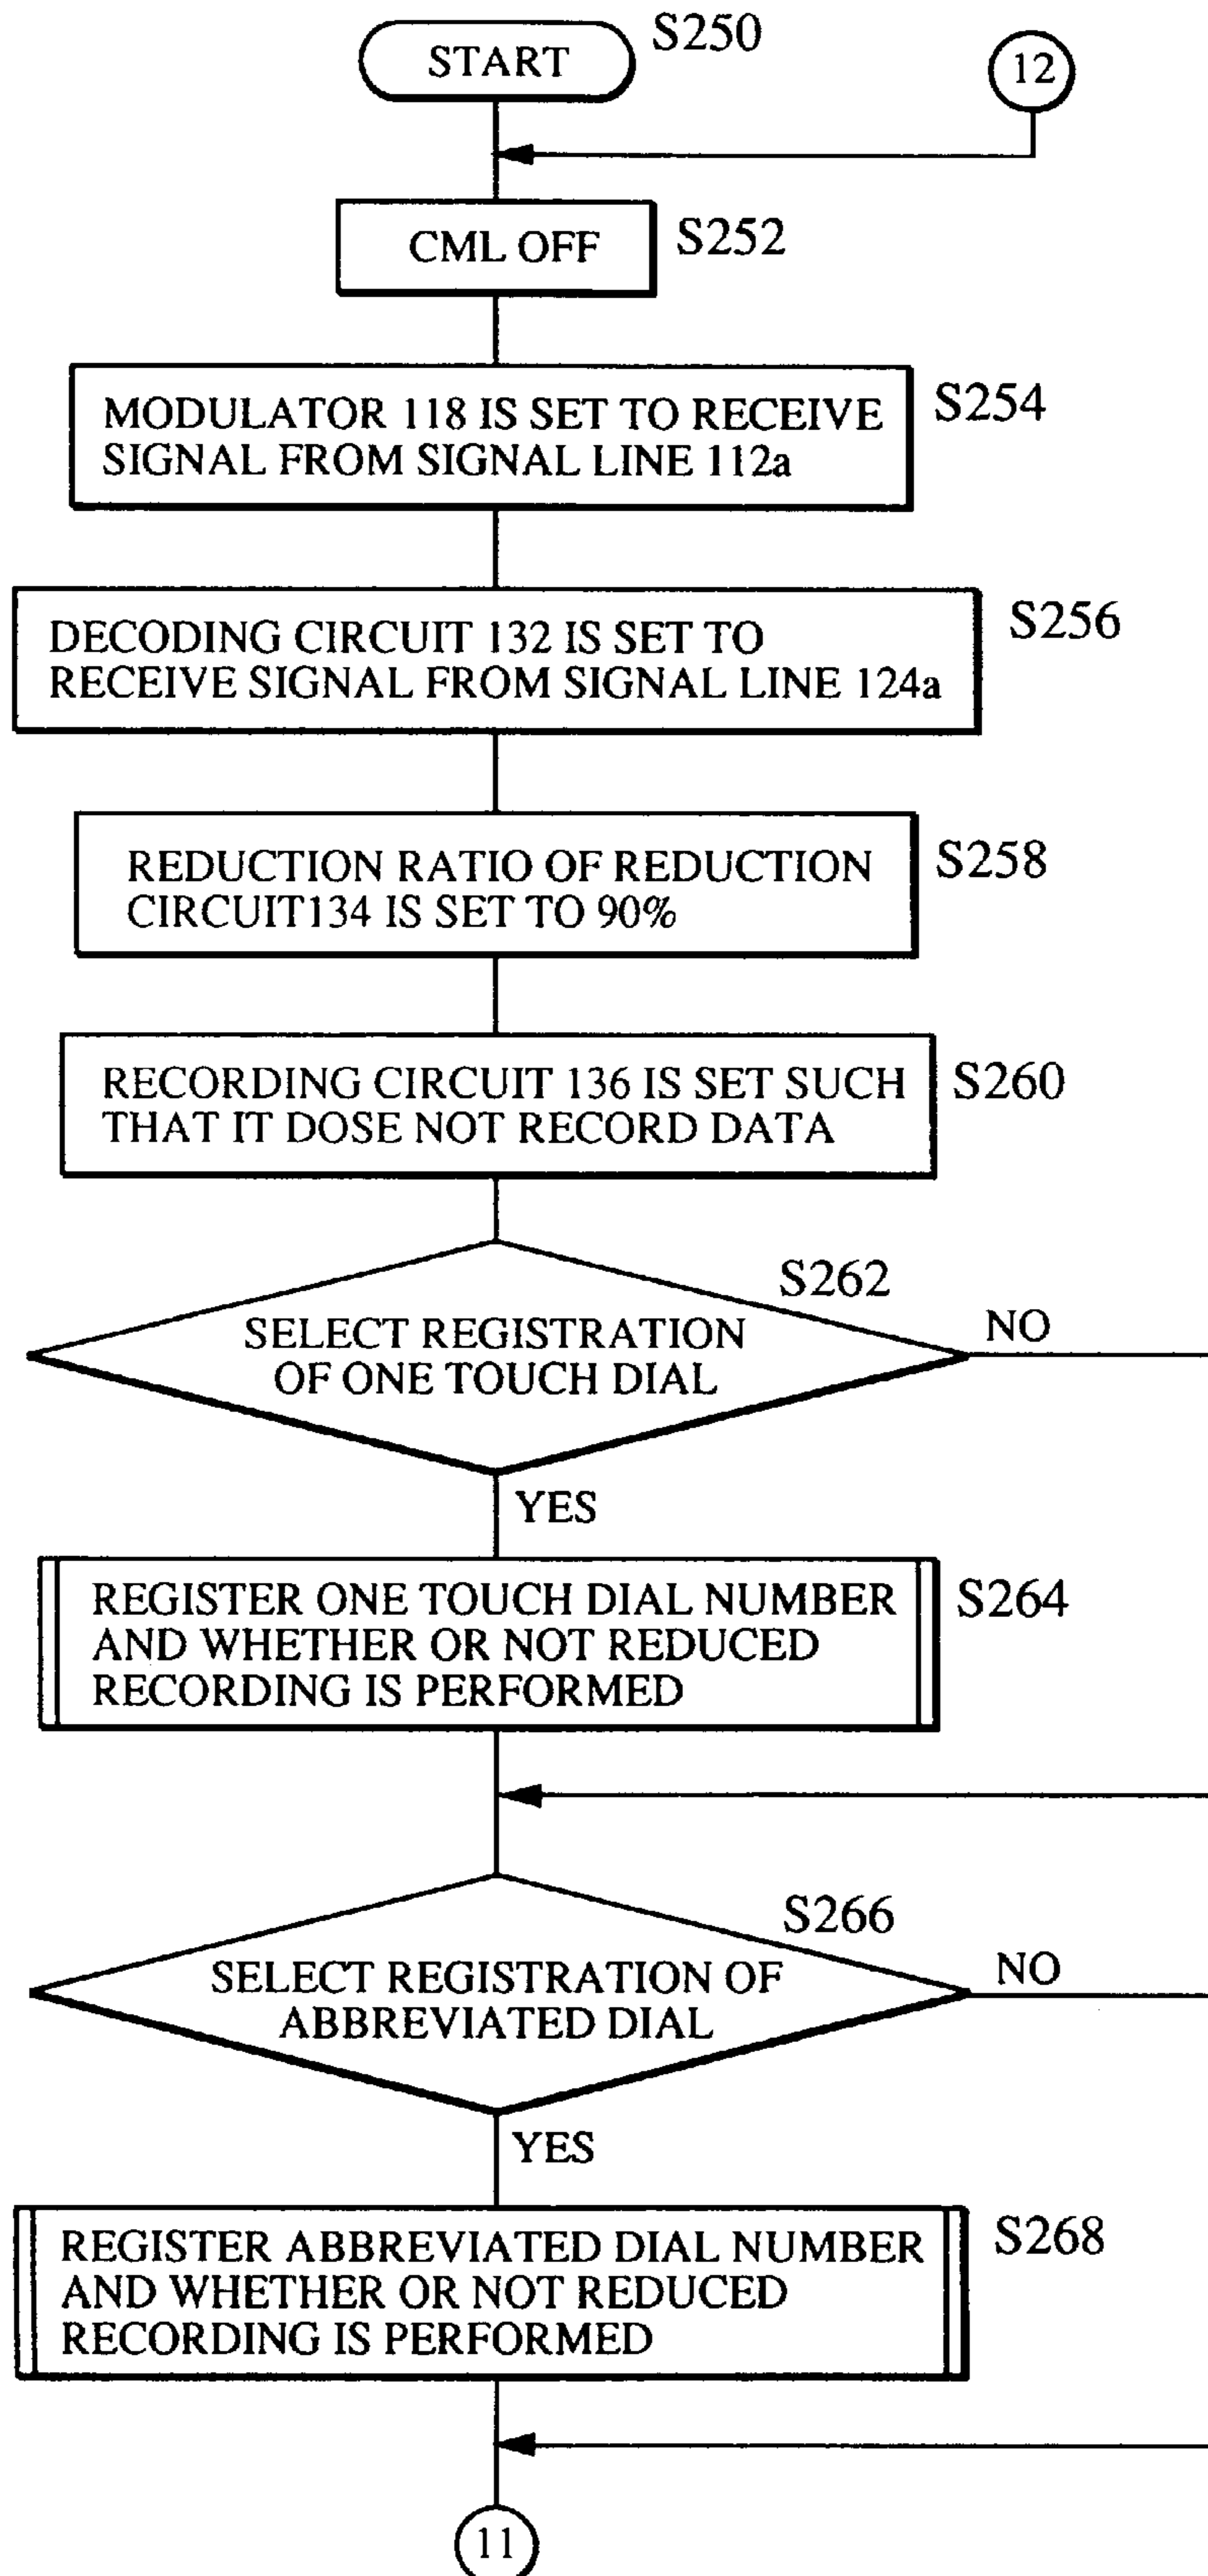 START
S250
12
CML OFF
S252
MODULATOR 118 IS SET TO RECEIVE
SIGNAL FROM SIGNAL LINE 112a
S254
DECODING CIRCUIT 132 IS SET TO
RECEIVE SIGNAL FROM SIGNAL LINE 124a
S256
REDUCTION RATIO OF REDUCTION
CIRCUIT134 IS SET TO 90%
S258
RECORDING CIRCUIT 136 IS SET SUCH
THAT IT DOSE NOT RECORD DATA
S260
S262
SELECT REGISTRATION
OF ONE TOUCH DIAL
NO
YES
REGISTER ONE TOUCH DIAL NUMBER
AND WHETHER OR NOT REDUCED
RECORDING IS PERFORMED
S264
S266
SELECT REGISTRATION OF
ABBREVIATED DIAL
NO
YES
REGISTER ABBREVIATED DIAL NUMBER
AND WHETHER OR NOT REDUCED
RECORDING IS PERFORMED
S268
11